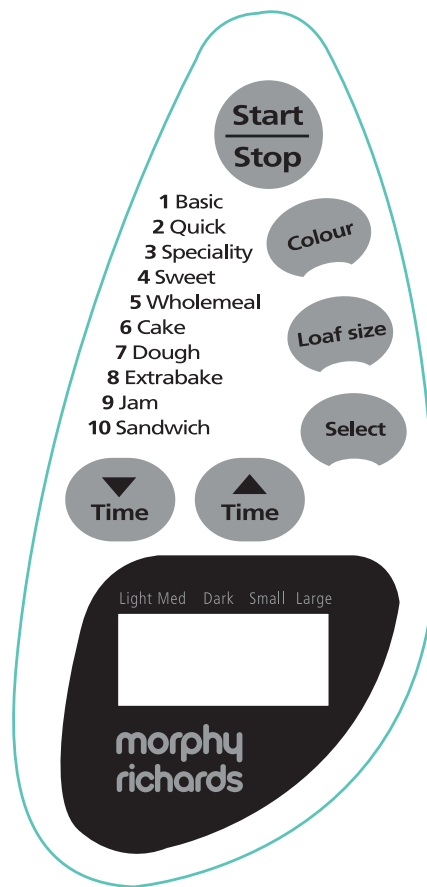 Start
Stop
1 Basic
2 Quick
3 Speciality
4 Sweet
5 Wholemeal
6 Cake
7 Dough
8 Extrabake
9 Jam
10 Sandwich
Colour
Loaf size
Select
Time
Time
Light Med Dark Small Large
morphy
richards